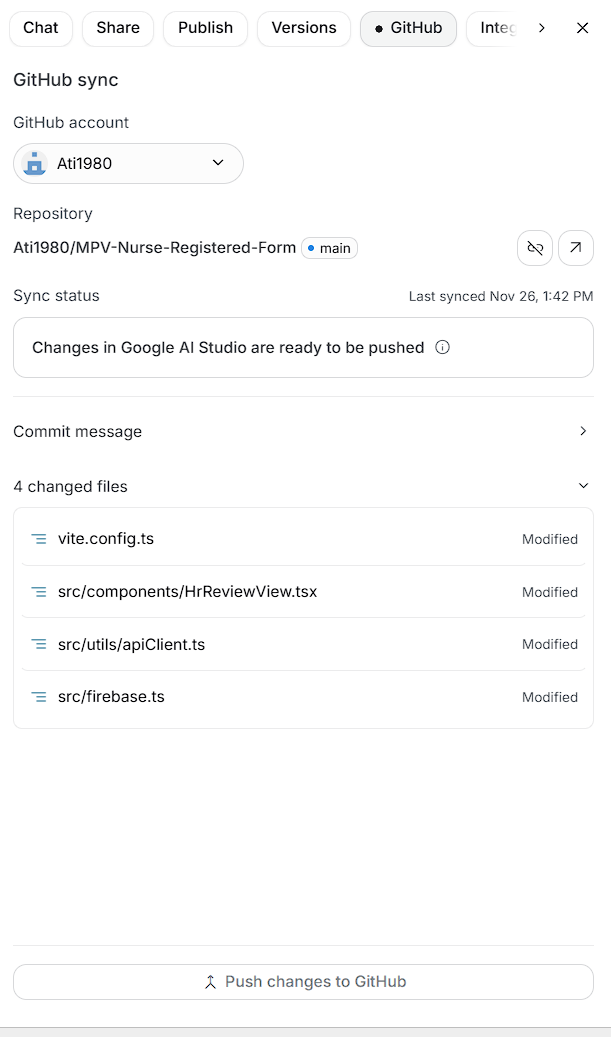 Chat Share Publish Versions GitHub Integ
GitHub sync
GitHub account
Ati1980
Repository
Ati1980/MPV-Nurse-Registered-Form main
Sync status Last synced Nov 26, 1:42 PM
Changes in Google AI Studio are ready to be pushed
Commit message
4 changed files
vite.config.ts Modified
src/components/HrReviewView.tsx Modified
src/utils/apiClient.ts Modified
src/firebase.ts Modified
Push changes to GitHub